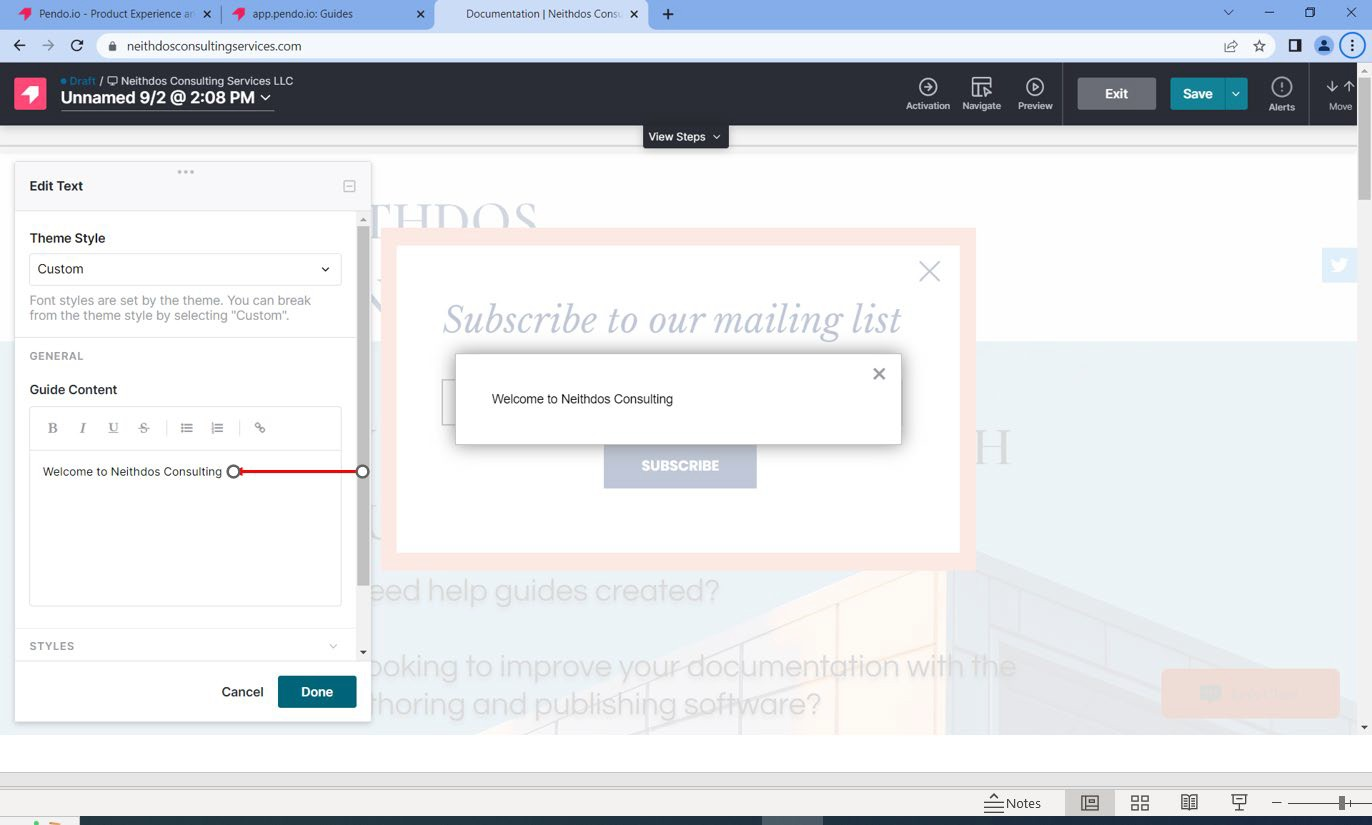 Pendo.io - Product Experience an
app.pendo.io: Guides
Documentation | Neithdos Consu
neithdosconsultingservices.com
Draft / Neithdos Consulting Services LLC
Unnamed 9/2 @ 2:08 PM
Activation
Navigate
Preview
Exit
Save
Alerts
Move
View Steps
Edit Text
Theme Style
Custom
Font styles are set by the theme. You can break
from the theme style by selecting "Custom".
GENERAL
Guide Content
B I U S
Welcome to Neithdos Consulting
STYLES
Cancel
Done
THDOS
Subscribe to our mailing list
Welcome to Neithdos Consulting
SUBSCRIBE
H
eed help guides created?
ooking to improve your documentation with the
thoring and publishing software?
Notes